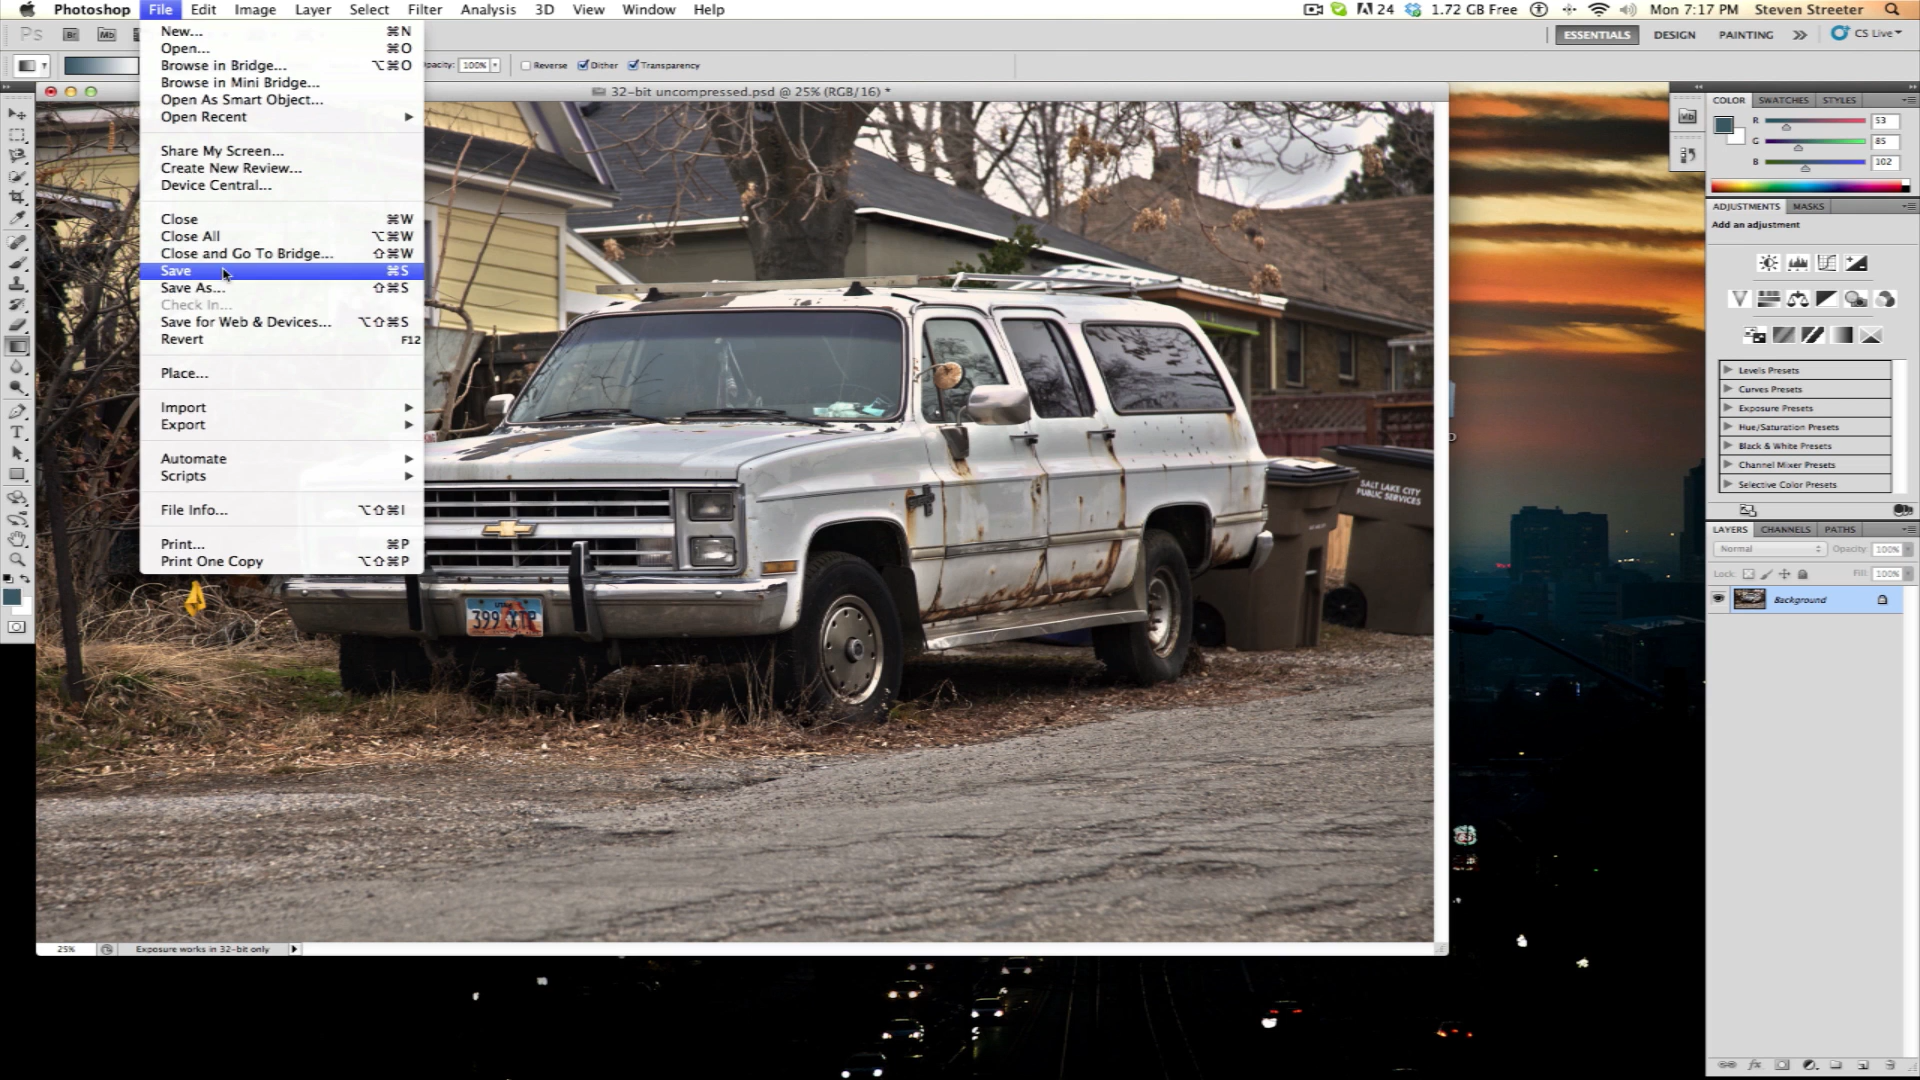 Photoshop File Edit Image Layer Select Filter Analysis 3D View Window Help 24 1.72 GB Free Mon 7:17 PM Steven Streeter
Ps Br Mb ESSENTIALS DESIGN PAINTING CS Live
Opacity: 100% Reverse Dither Transparency
32-bit uncompressed.psd @ 25% (RGB/16) *
New... ⌘N
Open... ⌘O
Browse in Bridge... ⌥⌘O
Browse in Mini Bridge...
Open As Smart Object...
Open Recent
Share My Screen...
Create New Review...
Device Central...
Close ⌘W
Close All ⌥⌘W
Close and Go To Bridge... ⇧⌘W
Save ⌘S
Save As... ⇧⌘S
Check In...
Save for Web & Devices... ⌥⇧⌘S
Revert F12
Place...
Import
Export
Automate
Scripts
File Info... ⌥⇧⌘I
Print... ⌘P
Print One Copy ⌥⇧⌘P
SALT LAKE CITY
PUBLIC SERVICES
399 XTP
25% Exposure works in 32-bit only
COLOR SWATCHES STYLES
R 53
G 85
B 102
ADJUSTMENTS MASKS
Add an adjustment
Levels Presets
Curves Presets
Exposure Presets
Hue/Saturation Presets
Black & White Presets
Channel Mixer Presets
Selective Color Presets
LAYERS CHANNELS PATHS
Normal Opacity: 100%
Lock: Fill: 100%
Background